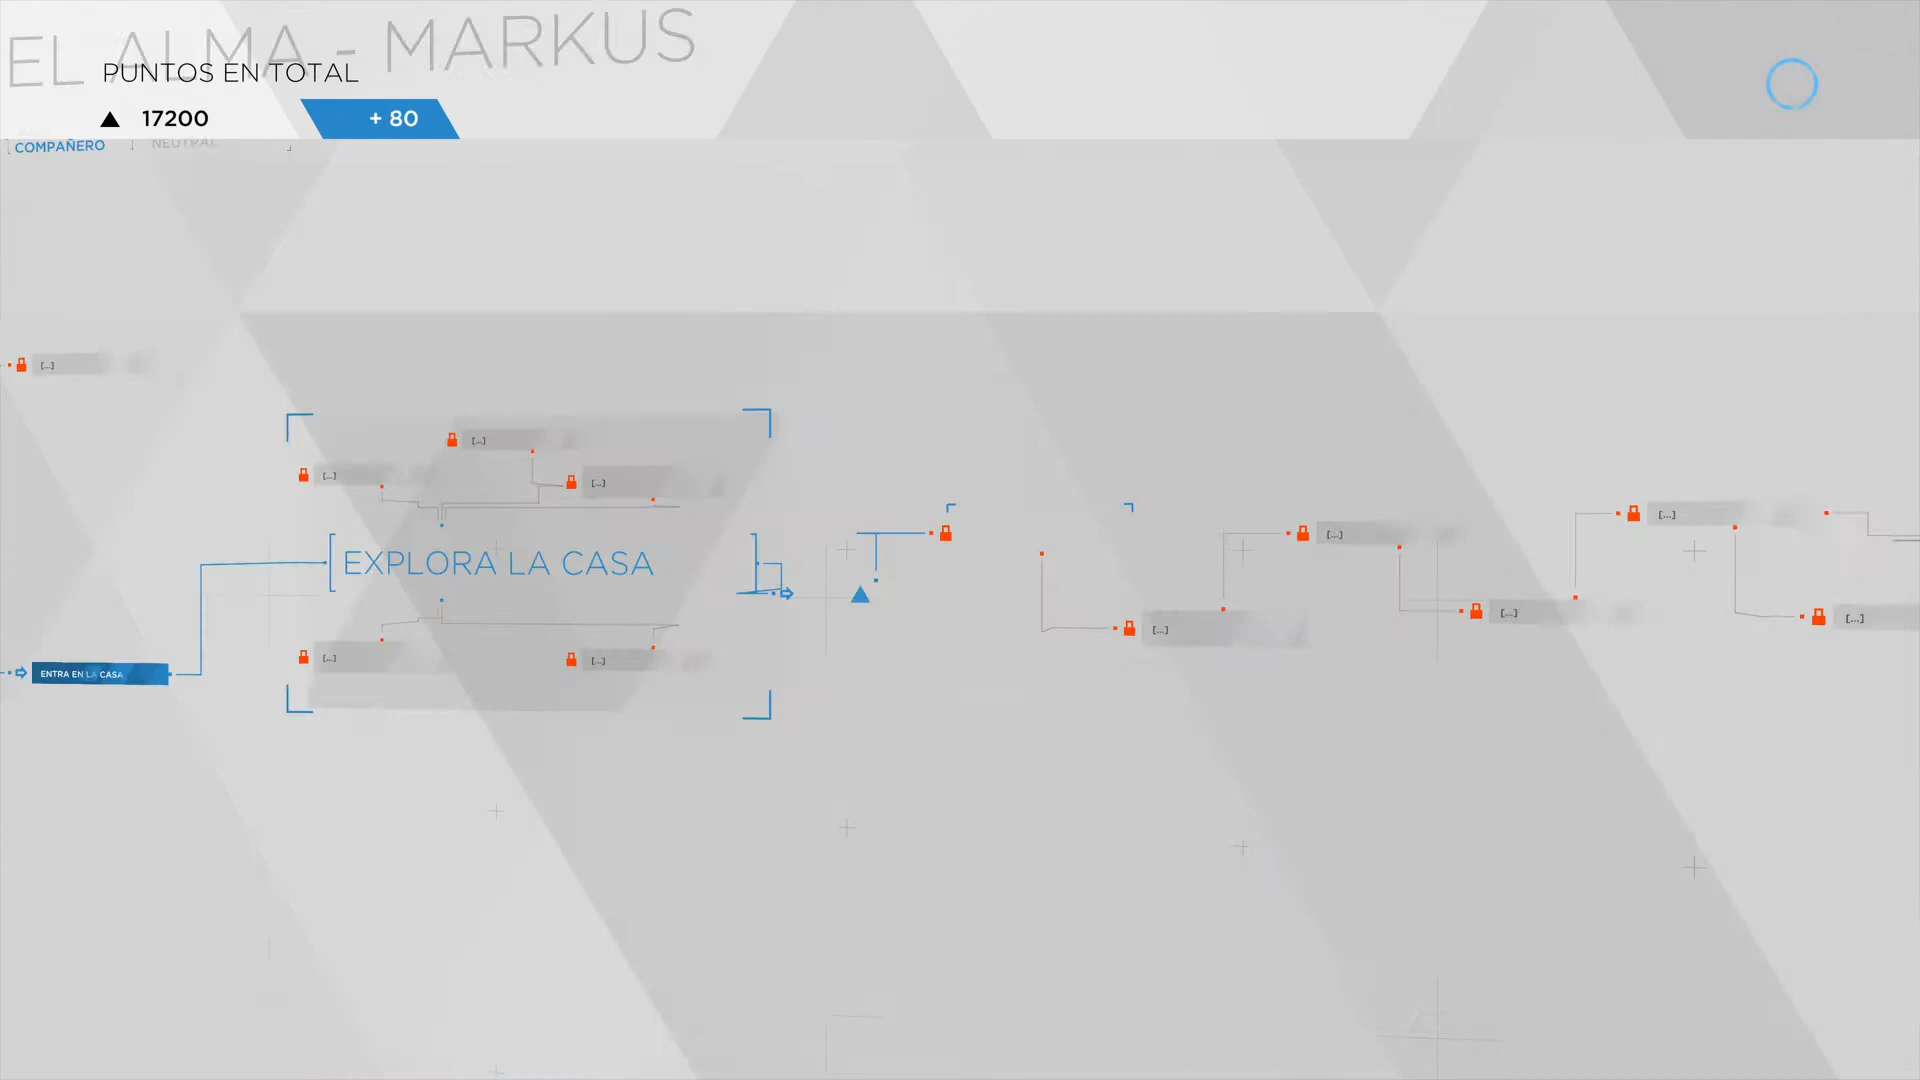 EL ALMA - MARKUS
PUNTOS EN TOTAL
17200
+ 80
COMPAÑERO
NEUTRAL
[...]
[...]
[...]
[...]
EXPLORA LA CASA
[...]
[...]
ENTRA EN LA CASA
[...]
[...]
[...]
[...]
[...]